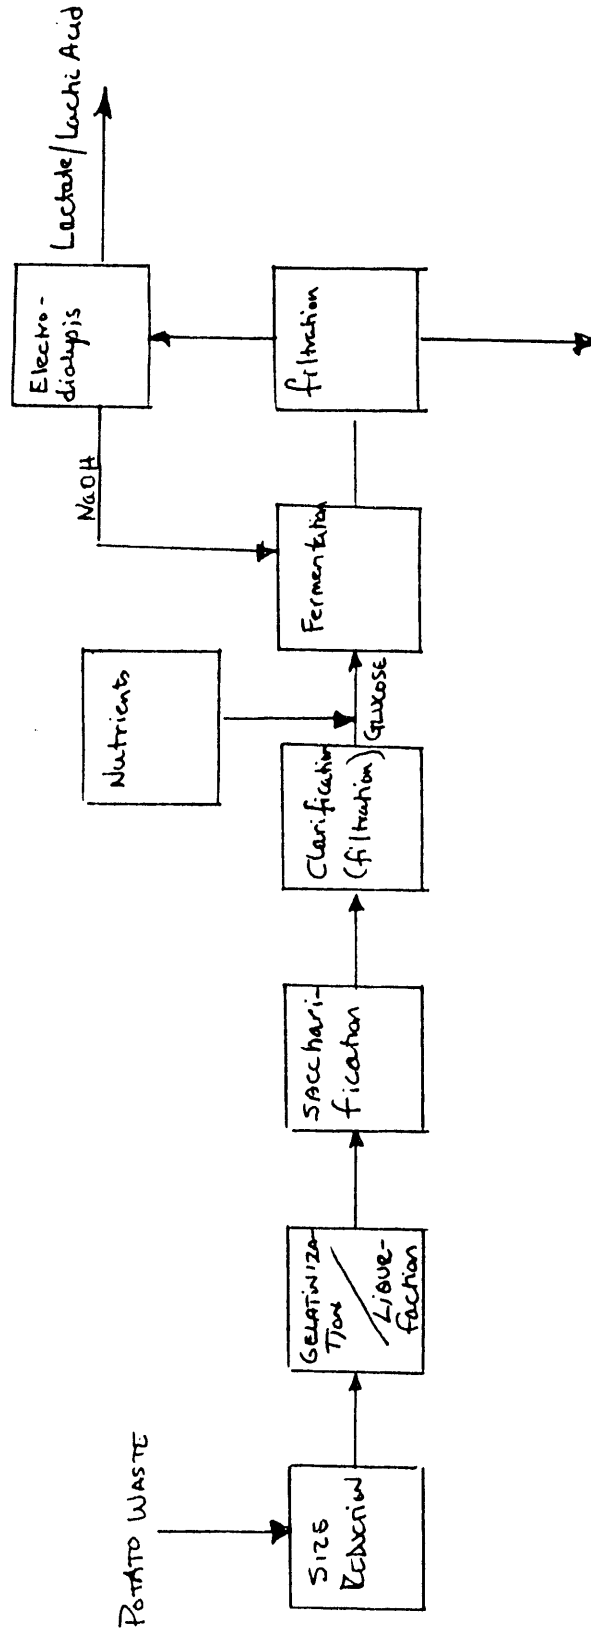 POTATO WASTE
SIZE
REDUCTION
GELATINIZA
TION
/ LIQUE-
faction
SACCHARI-
fication
Clarification
(filtration)
GLUCOSE
Nutrients
Fermentation
NaOH
filtration
Electro-
dialysis
Lactate/Lactic Acid